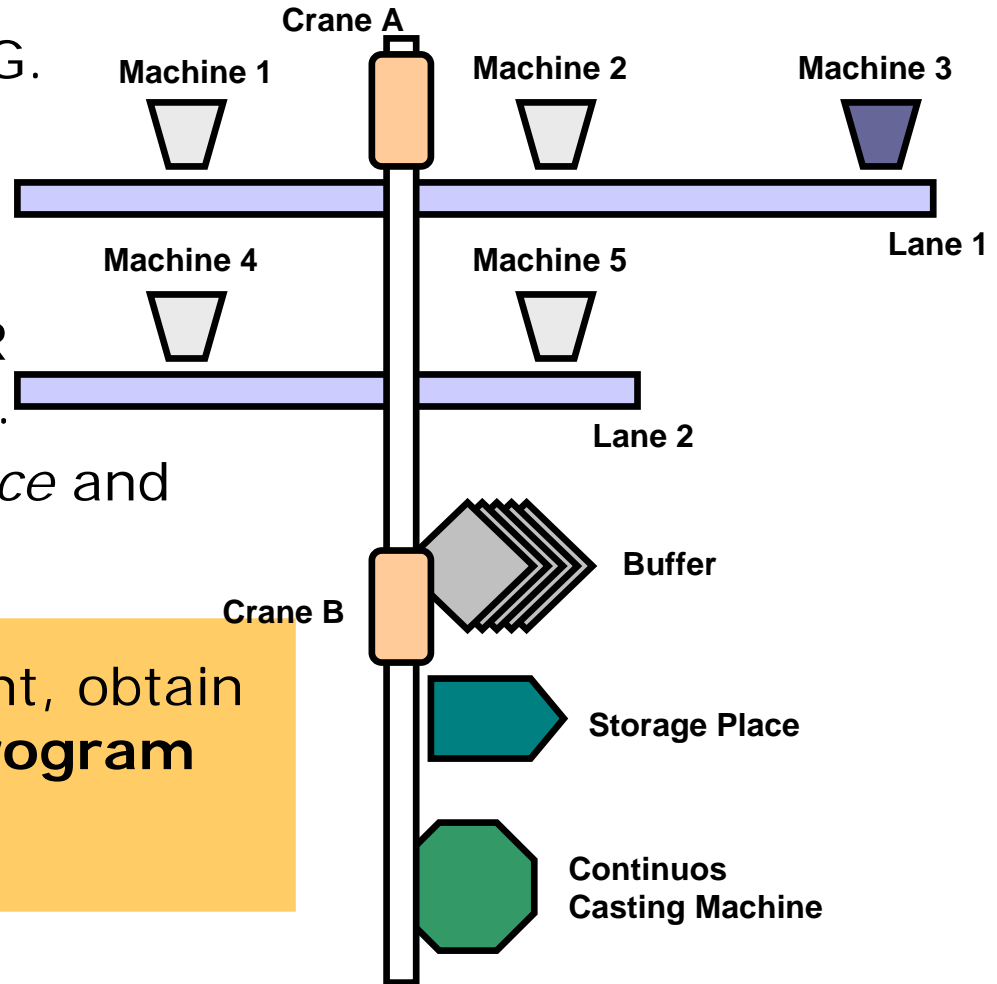 Crane A
G.
Machine 1
Machine 2
Machine 3
Lane 1
Machine 4
Machine 5
R
.
Lane 2
ce and
Buffer
Crane B
nt, obtain
rogram
Storage Place
Continuos
Casting Machine